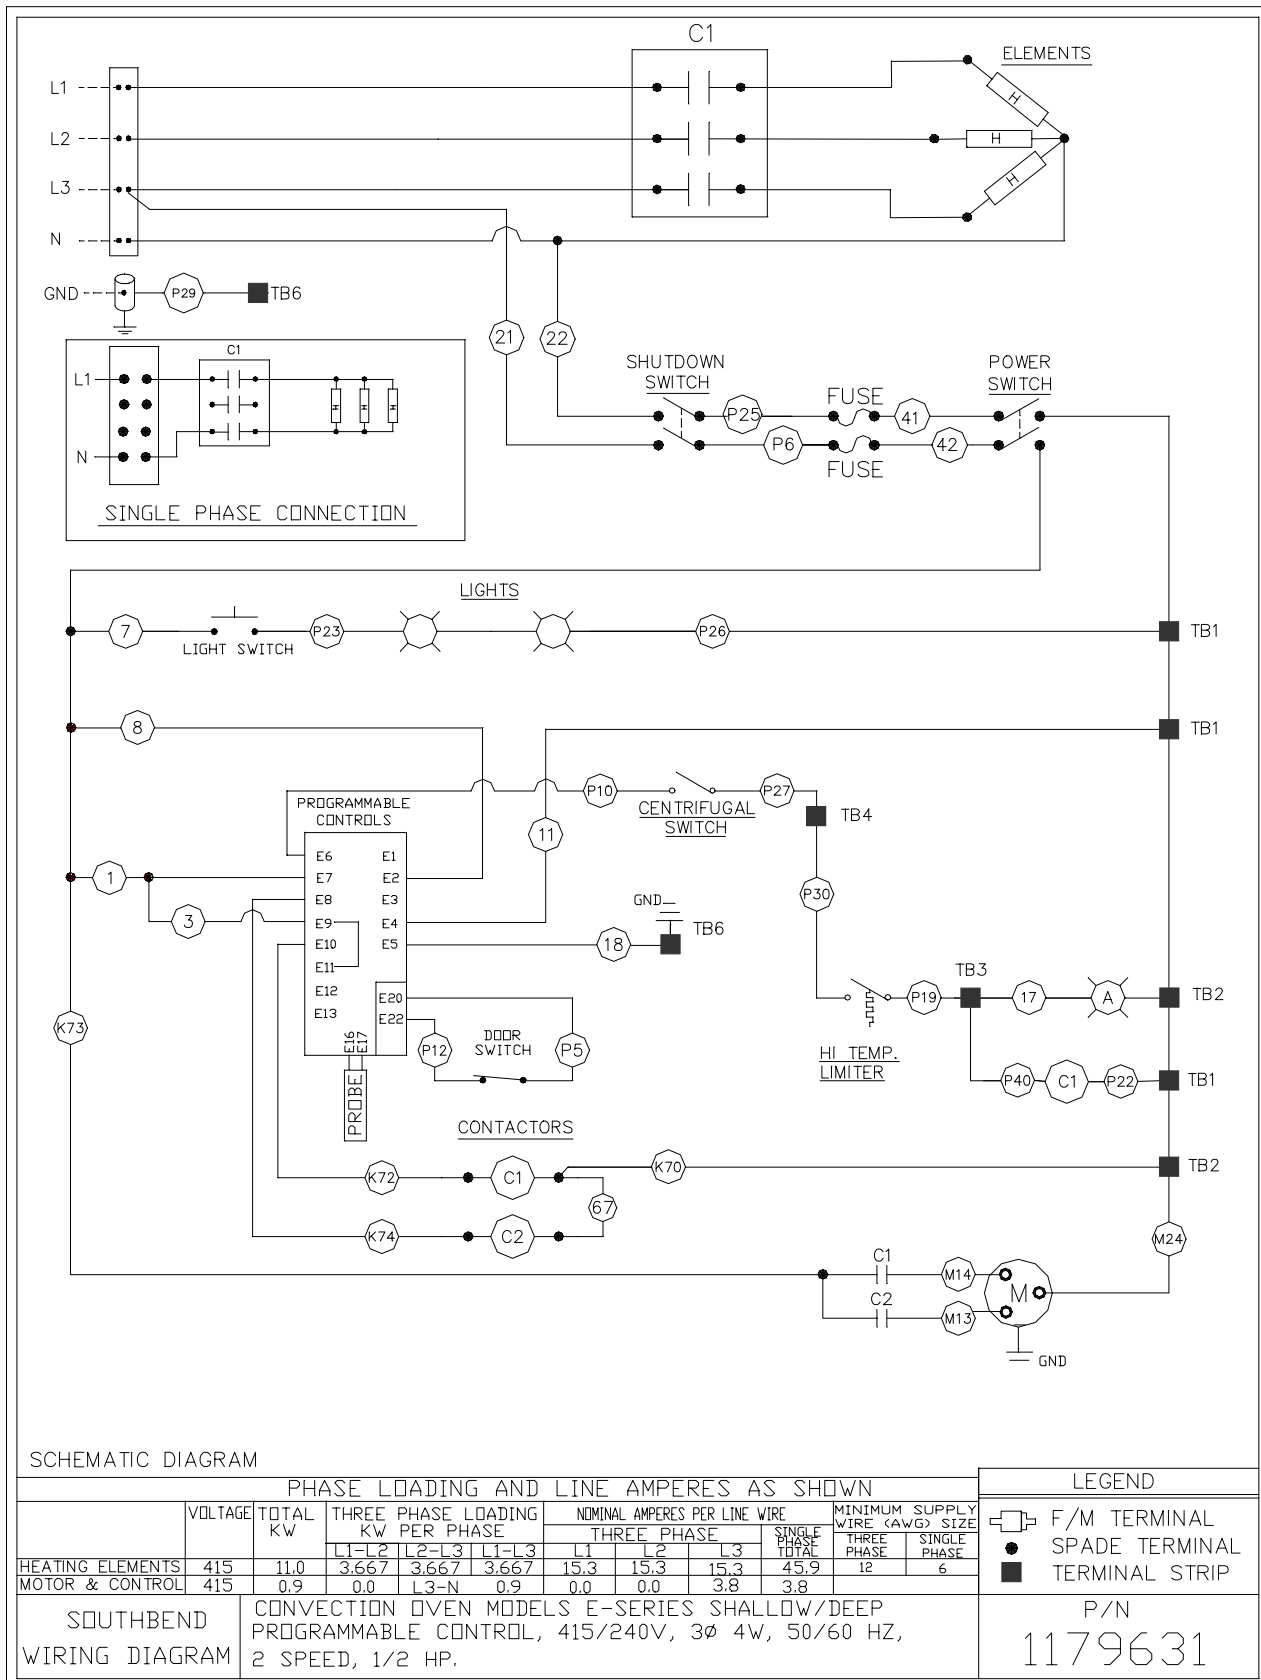 C1
ELEMENTS
L1
H
L2
H
L3
H
N
GND
P29
TB6
21
22
C1
L1
H H H
N
SINGLE PHASE CONNECTION
SHUTDOWN
SWITCH
POWER
SWITCH
FUSE
P25
41
P6
42
FUSE
LIGHTS
7
LIGHT SWITCH
P23
P26
TB1
8
TB1
P10
CENTRIFUGAL
SWITCH
P27
TB4
PROGRAMMABLE
CONTROLS
11
E6 E1
E7 E2
E8 E3
E9 E4
E10 E5
E11
E12 E20
E13 E22
E16
E17
PROBE
1
3
GND
18
TB6
P30
K73
P12
DOOR
SWITCH
P5
HI TEMP.
LIMITER
P19
TB3
17
A
TB2
P40
C1
P22
TB1
CONTACTORS
K72
C1
K70
TB2
67
K74
C2
M24
C1
M14
M
C2
M13
GND
SCHEMATIC DIAGRAM
PHASE LOADING AND LINE AMPERES AS SHOWN
VOLTAGE
TOTAL
KW
THREE PHASE LOADING
KW PER PHASE
L1-L2 L2-L3 L1-L3
NOMINAL AMPERES PER LINE WIRE
THREE PHASE
L1 L2 L3
SINGLE
PHASE
TOTAL
MINIMUM SUPPLY
WIRE (AWG) SIZE
THREE
PHASE
SINGLE
PHASE
HEATING ELEMENTS 415 11.0 3.667 3.667 3.667 15.3 15.3 15.3 45.9 12 6
MOTOR & CONTROL 415 0.9 0.0 L3-N 0.9 0.0 0.0 3.8 3.8
LEGEND
F/M TERMINAL
SPADE TERMINAL
TERMINAL STRIP
SOUTHBEND
WIRING DIAGRAM
CONVECTION OVEN MODELS E-SERIES SHALLOW/DEEP
PROGRAMMABLE CONTROL, 415/240V, 3Ø 4W, 50/60 HZ,
2 SPEED, 1/2 HP.
P/N
1179631